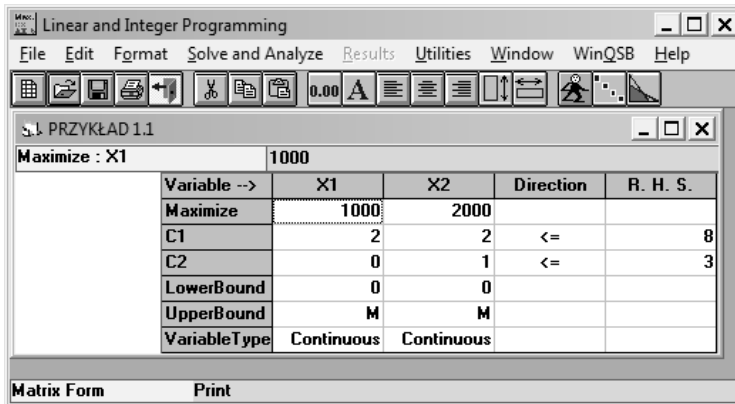 Linear and Integer Programming
File Edit Format Solve and Analyze Results Utilities Window WinQSB Help
0.00 A
PRZYKŁAD 1.1
Maximize : X1 1000
Variable --> X1 X2 Direction R. H. S.
Maximize 1000 2000
C1 2 2 <= 8
C2 0 1 <= 3
LowerBound 0 0
UpperBound M M
VariableType Continuous Continuous
Matrix Form Print